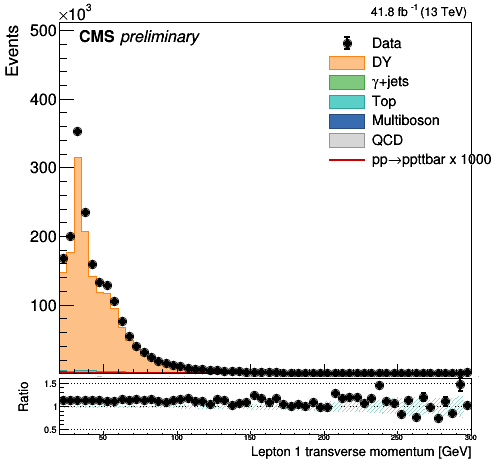 ×10³
41.8 fb⁻¹ (13 TeV)
CMS preliminary
Events
500
400
300
200
100
Data
DY
γ+jets
Top
Multiboson
QCD
pp→ppttbar x 1000
Ratio
1.5
1
0.5
50 100 150 200 250 300
Lepton 1 transverse momentum [GeV]